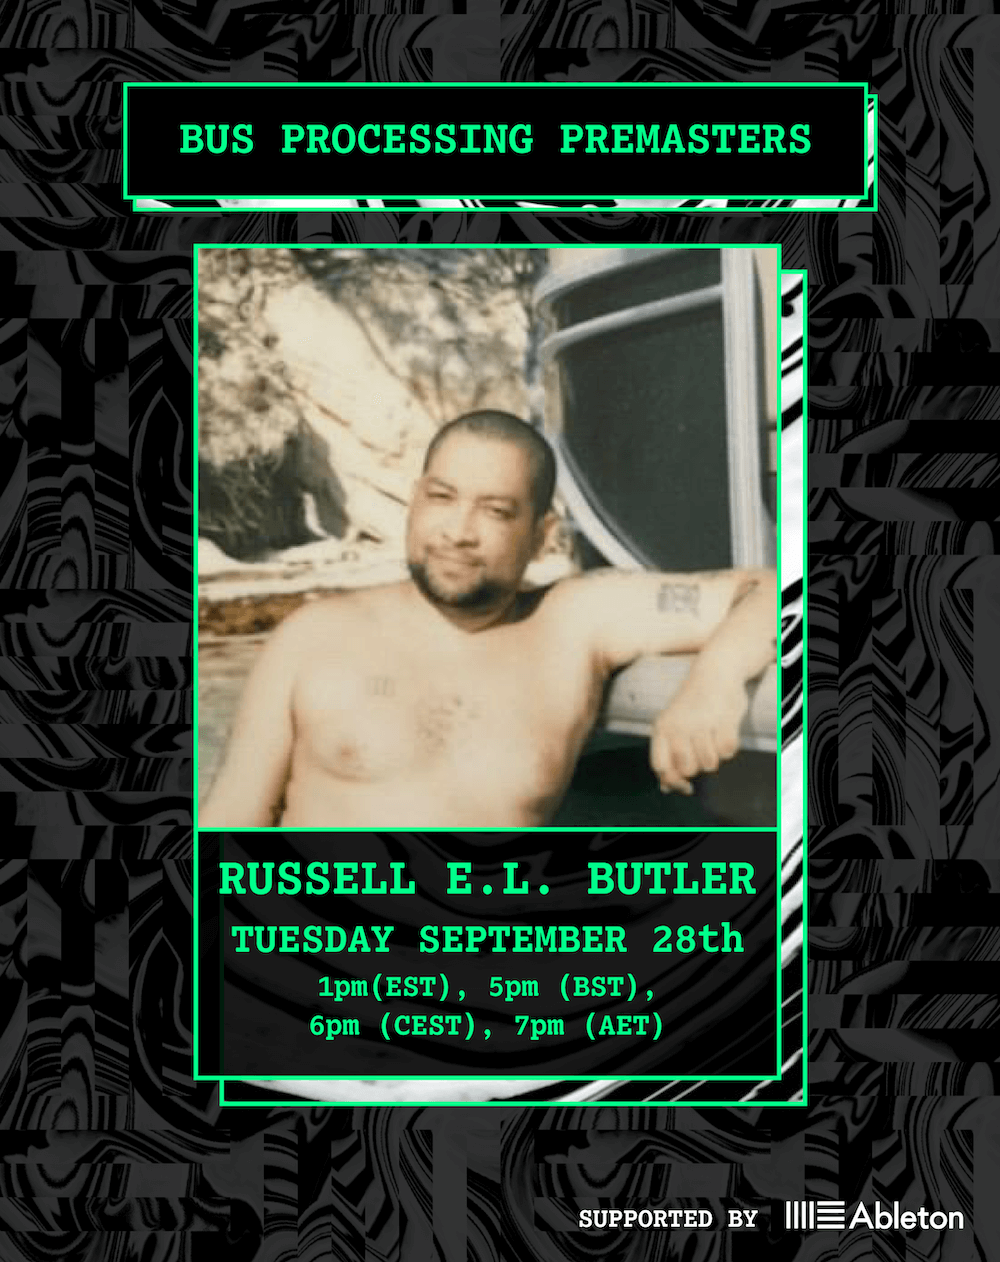 BUS PROCESSING PREMASTERS
RUSSELL E.L. BUTLER
TUESDAY SEPTEMBER 28th
1pm(EST), 5pm (BST),
6pm (CEST), 7pm (AET)
SUPPORTED BY Ableton